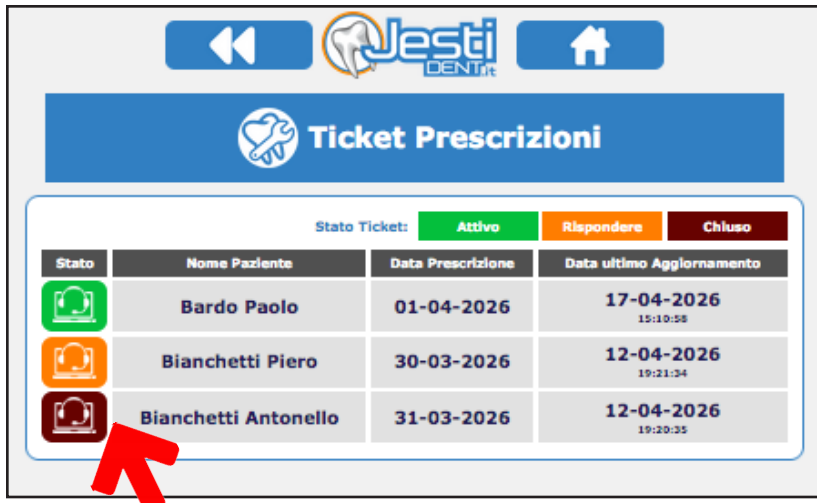 Jesti
DENT.it
Ticket Prescrizioni
Stato Ticket: Attivo Rispondere Chiuso
Stato Nome Paziente Data Prescrizione Data ultimo Aggiornamento
Bardo Paolo 01-04-2026 17-04-2026
15:10:58
Bianchetti Piero 30-03-2026 12-04-2026
19:21:34
Bianchetti Antonello 31-03-2026 12-04-2026
19:20:35